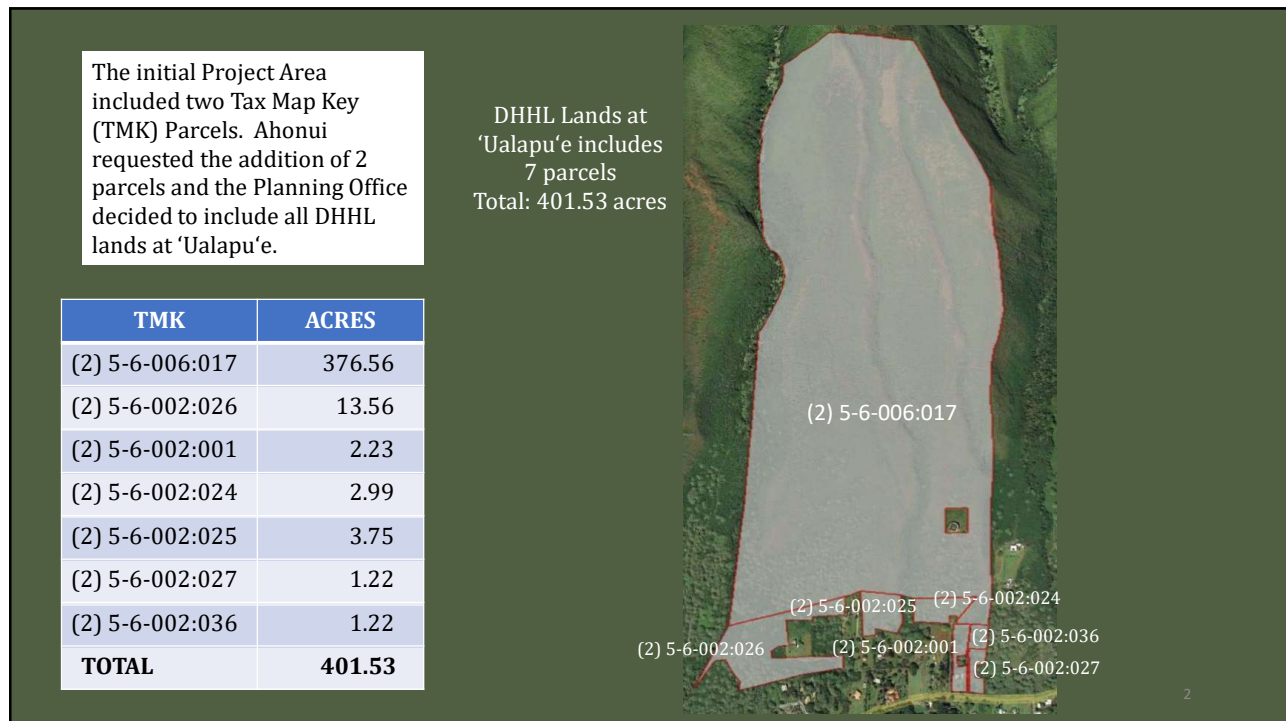 The initial Project Area
included two Tax Map Key
(TMK) Parcels.  Ahonui
requested the addition of 2
parcels and the Planning Office
decided to include all DHHL
lands at ‘Ualapu‘e.
DHHL Lands at
‘Ualapu‘e includes
7 parcels
Total: 401.53 acres
TMK ACRES
(2) 5-6-006:017 376.56
(2) 5-6-002:026 13.56
(2) 5-6-002:001 2.23
(2) 5-6-002:024 2.99
(2) 5-6-002:025 3.75
(2) 5-6-002:027 1.22
(2) 5-6-002:036 1.22
TOTAL 401.53
(2) 5-6-006:017
(2) 5-6-002:025
(2) 5-6-002:024
(2) 5-6-002:026
(2) 5-6-002:001
(2) 5-6-002:036
(2) 5-6-002:027
2